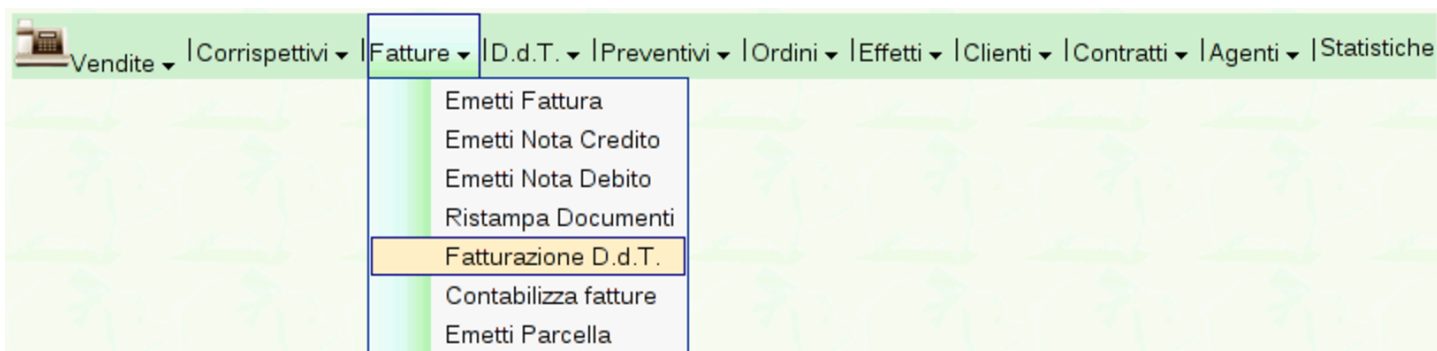 Vendite |Corrispettivi |Fatture |D.d.T. |Preventivi |Ordini |Effetti |Clienti |Contratti |Agenti |Statistiche
Emetti Fattura
Emetti Nota Credito
Emetti Nota Debito
Ristampa Documenti
Fatturazione D.d.T.
Contabilizza fatture
Emetti Parcella